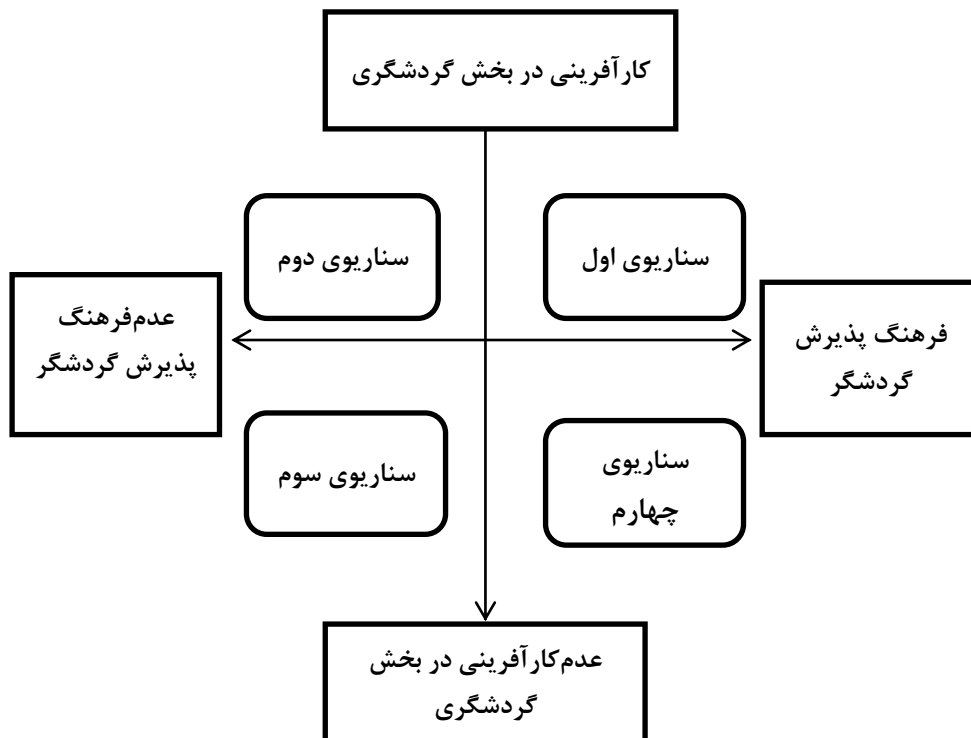 کارآفرینی در بخش گردشگری
سناریوی اول
سناریوی دوم
فرهنگ پذیرش
گردشگر
عدم‌فرهنگ
پذیرش گردشگر
سناریوی
چهارم
سناریوی سوم
عدم‌کارآفرینی در بخش
گردشگری